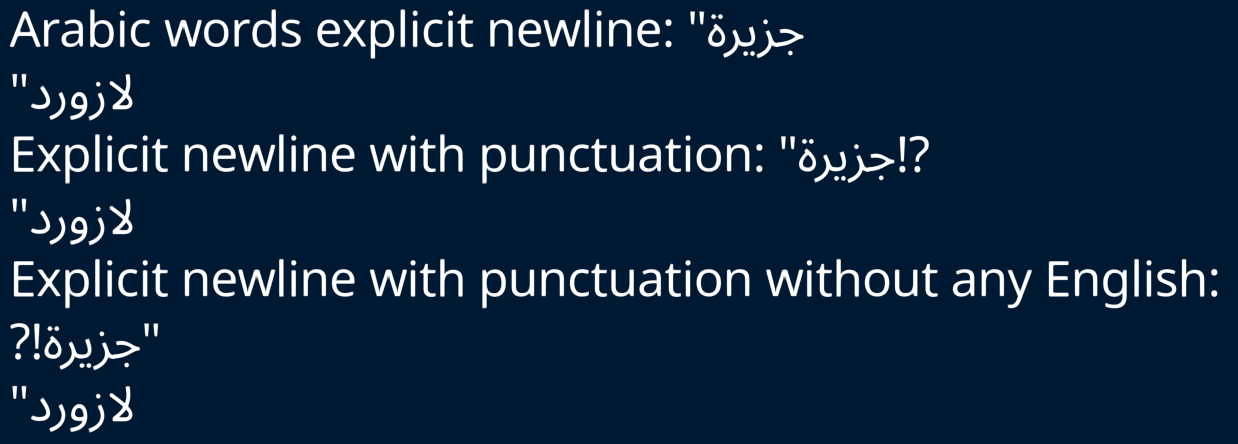 Arabic words explicit newline: "جزيرة
لازورد"
Explicit newline with punctuation: "جزيرة!?
لازورد"
Explicit newline with punctuation without any English:
"جزيرة!?
لازورد"